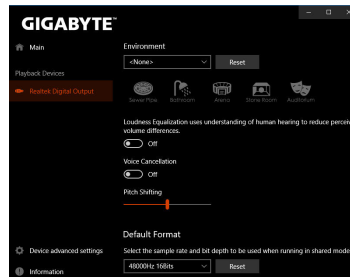 GIGABYTE™
Main
Playback Devices
Realtek Digital Output
Device advanced settings
Information
Environment
<None>
Reset
Sewer Pipe
Bathroom
Arena
Stone Room
Auditorium
Loudness Equalization uses understanding of human hearing to reduce perceiv
volume differences.
Off
Voice Cancellation
Off
Pitch Shifting
Default Format
Select the sample rate and bit depth to be used when running in shared mode
48000Hz 16Bits
Reset